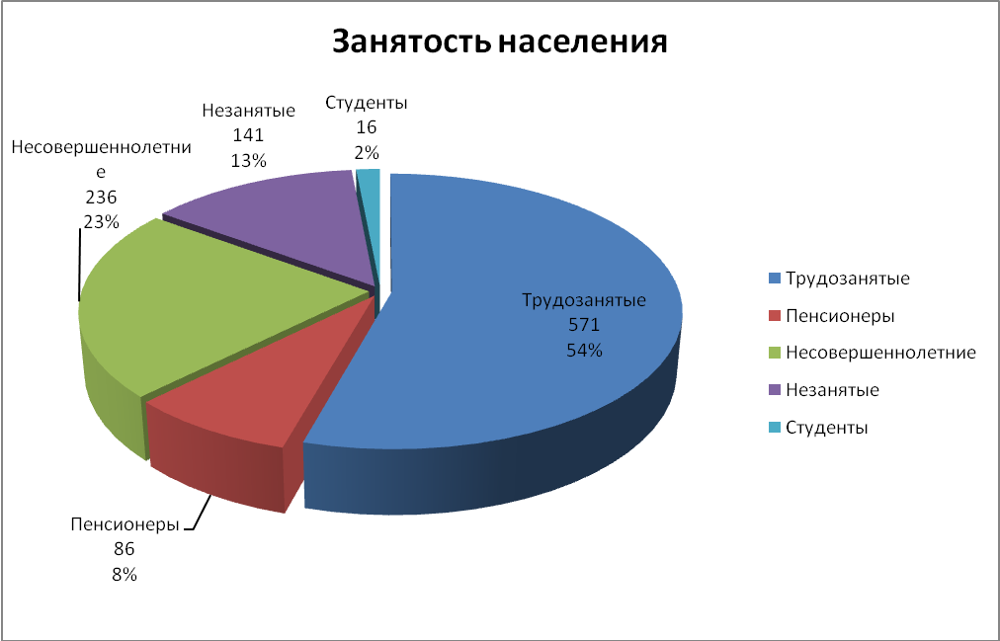 Занятость населения
Студенты
16
2%
Незанятые
141
13%
Несовершеннолетни
е
236
23%
Трудозанятые
571
54%
Пенсионеры
86
8%
Трудозанятые
Пенсионеры
Несовершеннолетние
Незанятые
Студенты